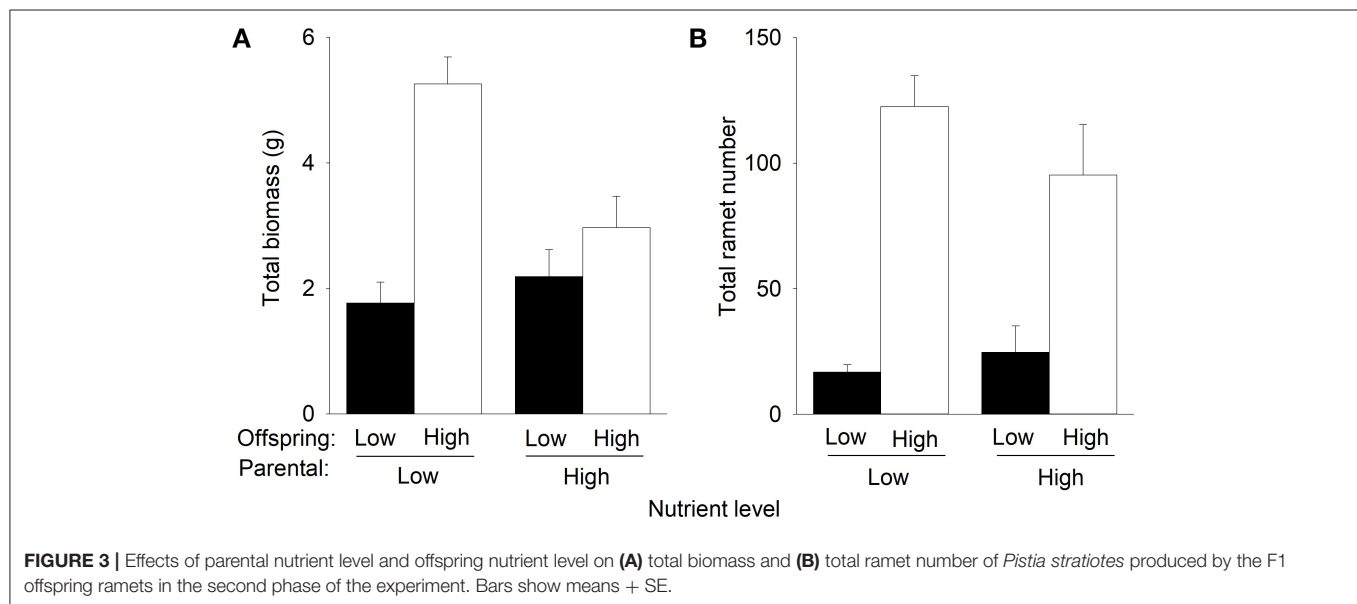 A
B
6
4
2
0
Total biomass (g)
150
100
50
0
Total ramet number
Offspring: Low High Low High
Parental: Low High
Low High Low High
Low High
Nutrient level
FIGURE 3 | Effects of parental nutrient level and offspring nutrient level on (A) total biomass and (B) total ramet number of Pistia stratiotes produced by the F1
offspring ramets in the second phase of the experiment. Bars show means + SE.